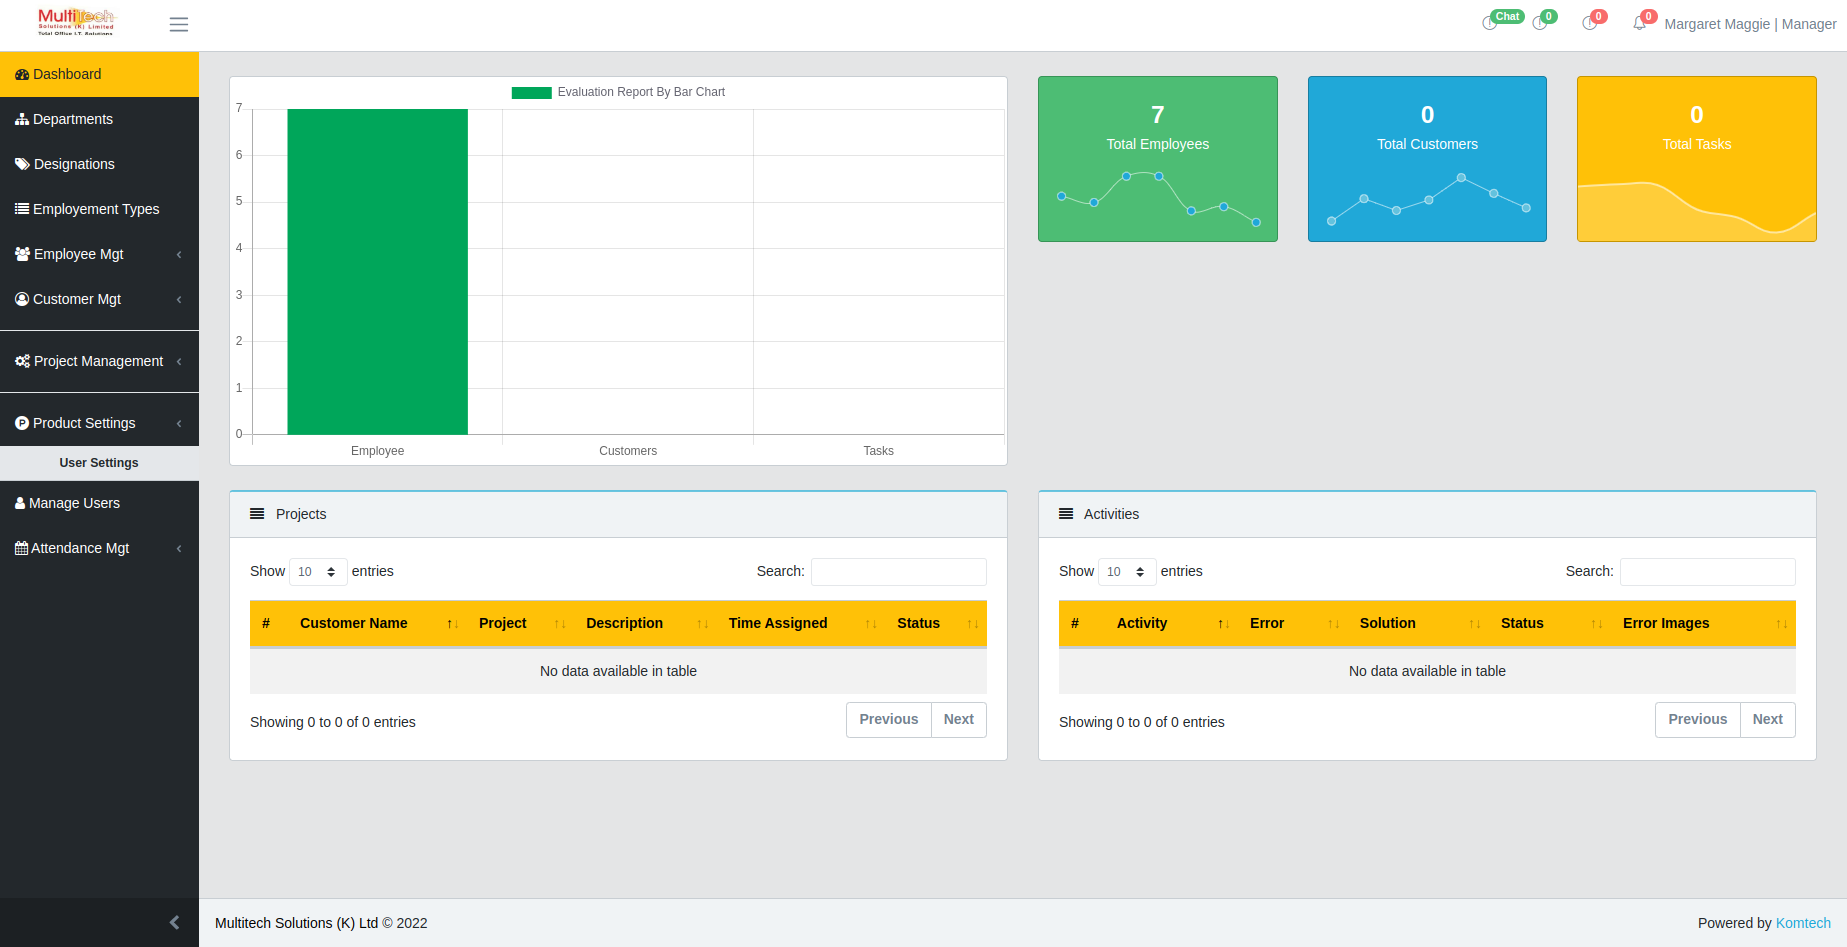 MultiTech
Solutions (K) Limited
Total Office I.T. Solutions
Chat
0
0
0
Margaret Maggie | Manager
Dashboard
Departments
Designations
Employement Types
Employee Mgt
Customer Mgt
Project Management
Product Settings
User Settings
Manage Users
Attendance Mgt
Evaluation Report By Bar Chart
7
6
5
4
3
2
1
0
Employee Customers Tasks
7
Total Employees
0
Total Customers
0
Total Tasks
Projects
Show 10 entries Search:
# Customer Name Project Description Time Assigned Status
No data available in table
Showing 0 to 0 of 0 entries Previous Next
Activities
Show 10 entries Search:
# Activity Error Solution Status Error Images
No data available in table
Showing 0 to 0 of 0 entries Previous Next
Multitech Solutions (K) Ltd © 2022 Powered by Komtech